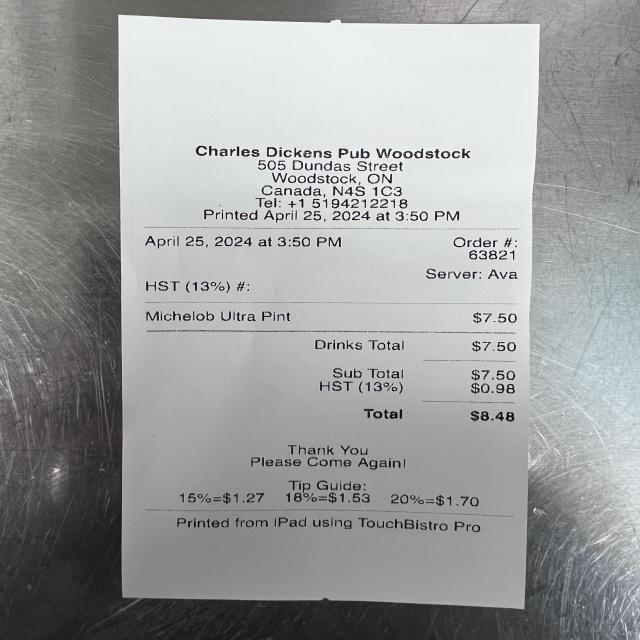 Charles Dickens Pub Woodstock
505 Dundas Street
Woodstock, ON
Canada, N4S 1C3
Tel: +1 5194212218
Printed April 25, 2024 at 3:50 PM
April 25, 2024 at 3:50 PM Order #:
63821
Server: Ava
HST (13%) #:
Michelob Ultra Pint $7.50
Drinks Total $7.50
Sub Total $7.50
HST (13%) $0.98
Total $8.48
Thank You
Please Come Again!
Tip Guide:
15%=$1.27 18%=$1.53 20%=$1.70
Printed from iPad using TouchBistro Pro